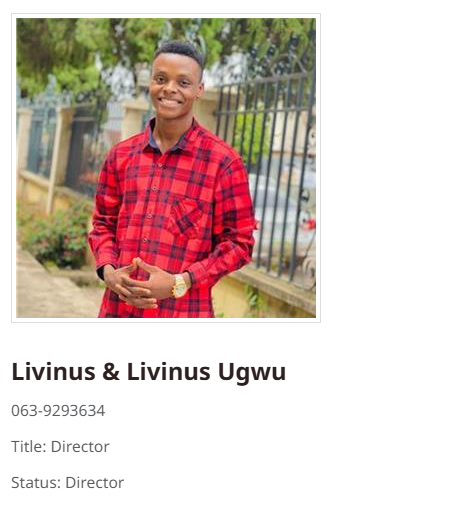 Livinus & Livinus Ugwu
063-9293634
Title: Director
Status: Director